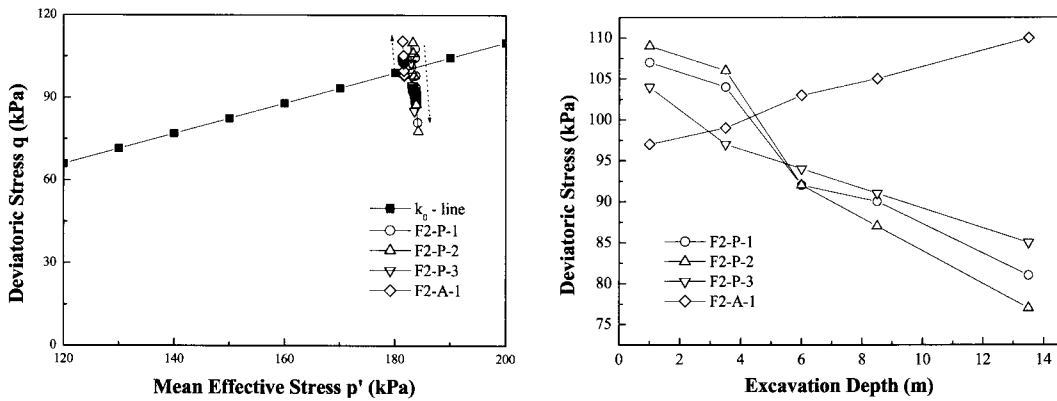 Deviatoric Stress q (kPa)
120
90
60
30
0
120
140
160
180
200
Mean Effective Stress p' (kPa)
k₀ - line
F2-P-1
F2-P-2
F2-P-3
F2-A-1
Deviatoric Stress (kPa)
110
105
100
95
90
85
80
75
0
2
4
6
8
10
12
14
Excavation Depth (m)
F2-P-1
F2-P-2
F2-P-3
F2-A-1